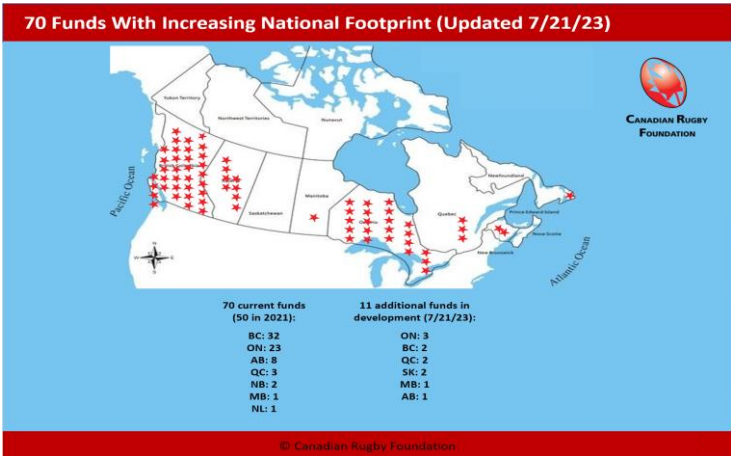 70 Funds With Increasing National Footprint (Updated 7/21/23)
CANADIAN RUGBY
FOUNDATION
Yukon Territory
Northwest Territories
Nunavut
Newfoundland
Pacific Ocean
Manitoba
Saskatchewan
Quebec
Prince Edward Island
Nova Scotia
New Brunswick
Atlantic Ocean
N
E
S
W
70 current funds
(50 in 2021):
BC: 32
ON: 23
AB: 8
QC: 3
NB: 2
MB: 1
NL: 1
11 additional funds in
development (7/21/23):
ON: 3
BC: 2
QC: 2
SK: 2
MB: 1
AB: 1
© Canadian Rugby Foundation